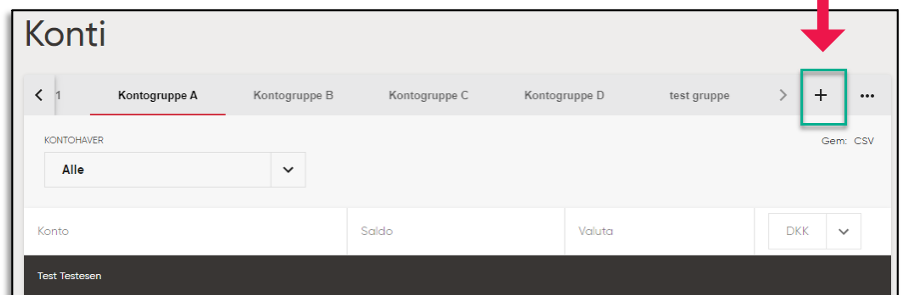 Konti
1 Kontogruppe A Kontogruppe B Kontogruppe C Kontogruppe D test gruppe
KONTOHAVER
Gem: CSV
Alle
Konto Saldo Valuta DKK
Test Testesen